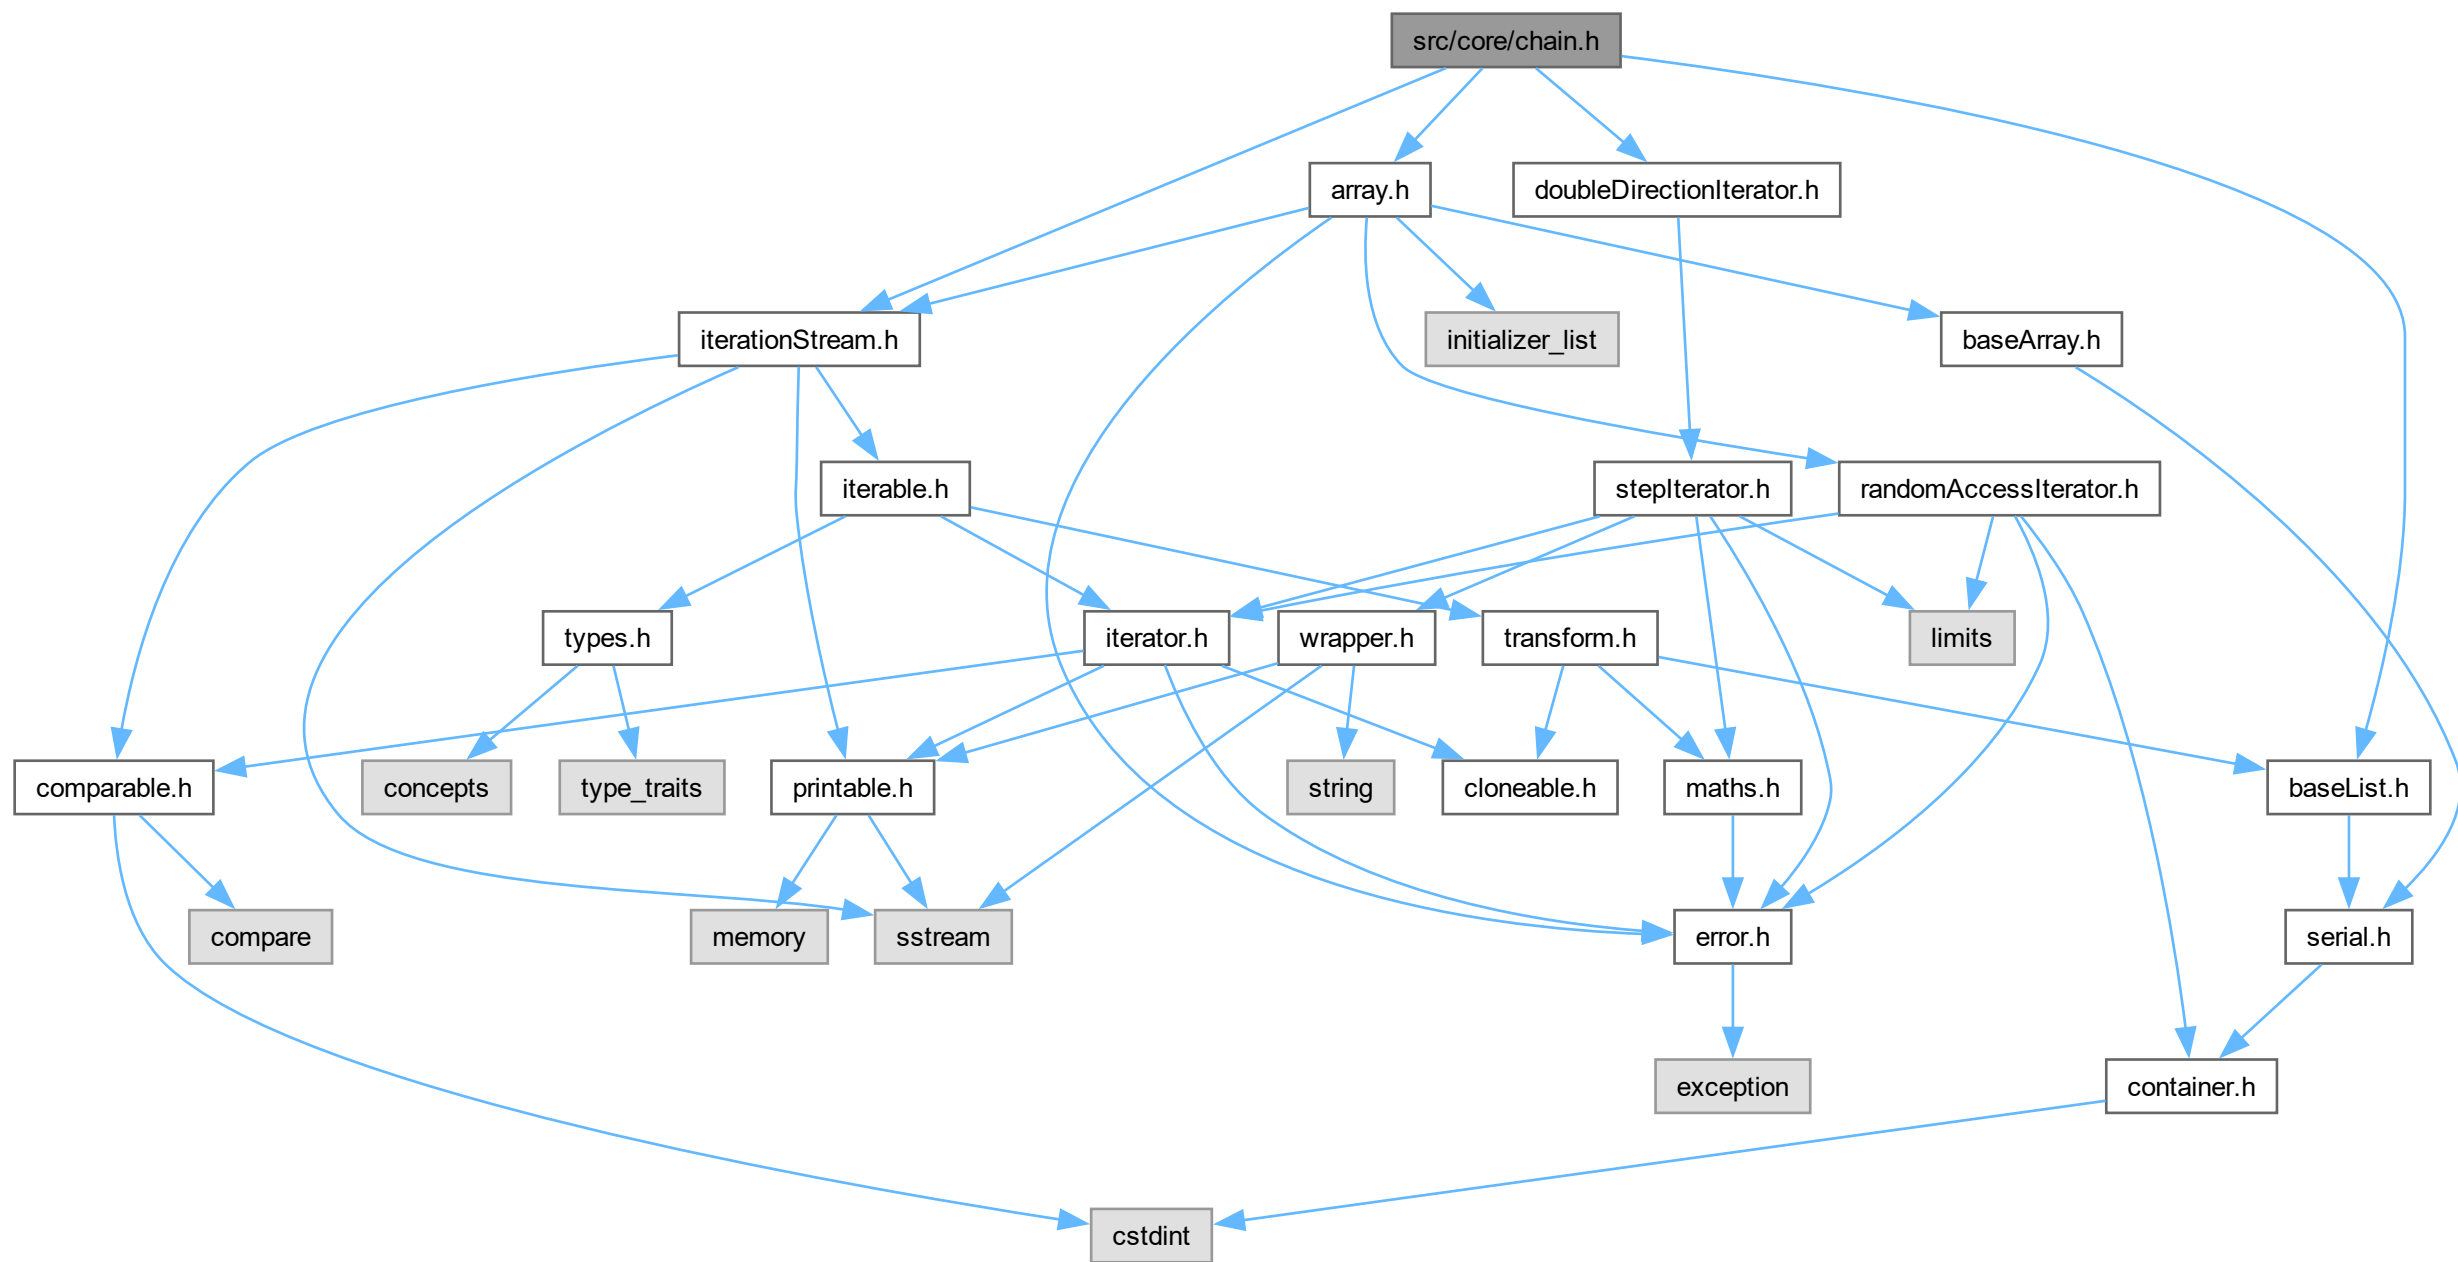 src/core/chain.h
array.h
doubleDirectionIterator.h
iterationStream.h
initializer_list
baseArray.h
iterable.h
stepIterator.h
randomAccessIterator.h
types.h
iterator.h
wrapper.h
transform.h
limits
comparable.h
concepts
type_traits
printable.h
string
cloneable.h
maths.h
baseList.h
compare
memory
sstream
error.h
serial.h
exception
container.h
cstdint